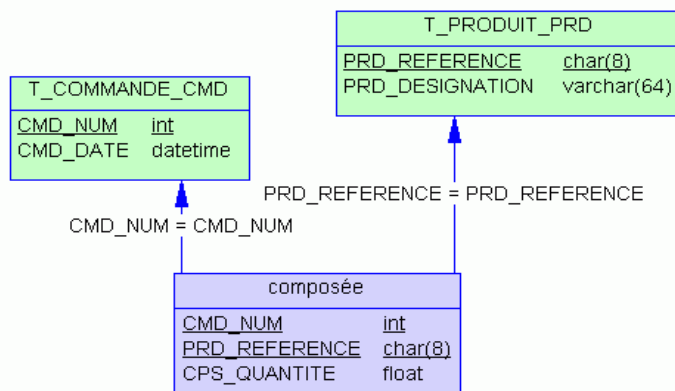 T_PRODUIT_PRD
PRD_REFERENCE char(8)
PRD_DESIGNATION varchar(64)
T_COMMANDE_CMD
CMD_NUM int
CMD_DATE datetime
PRD_REFERENCE = PRD_REFERENCE
CMD_NUM = CMD_NUM
composée
CMD_NUM int
PRD_REFERENCE char(8)
CPS_QUANTITE float